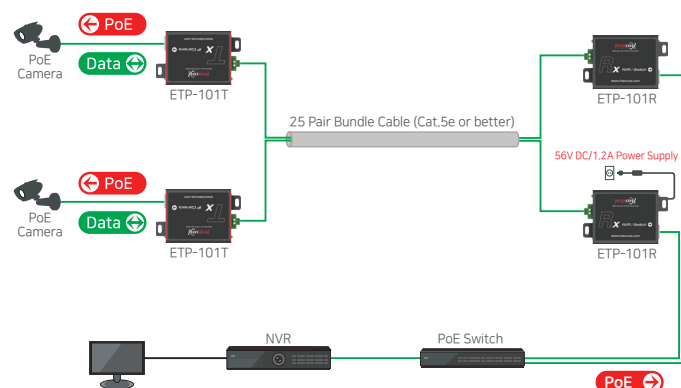 PoE
PoE
Camera
Data
ETP-101T
25 Pair Bundle Cable (Cat.5e or better)
ETP-101R
56V DC/1.2A Power Supply
PoE
PoE
Camera
Data
ETP-101T
ETP-101R
NVR
PoE Switch
PoE